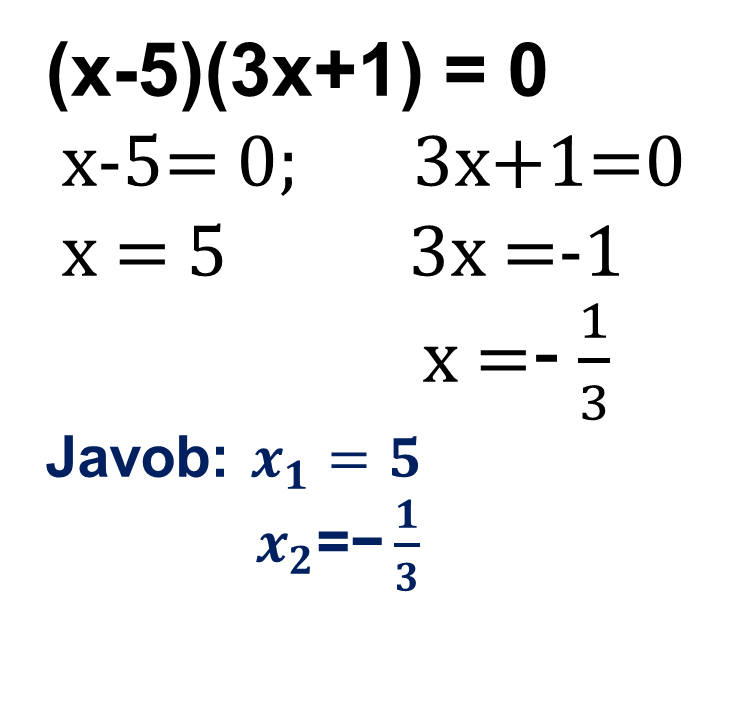 (x-5)(3x+1) = 0
x-5= 0; 3x+1=0
x = 5 3x =-1
x =- 1/3
Javob: x₁ = 5
x₂=− 1/3